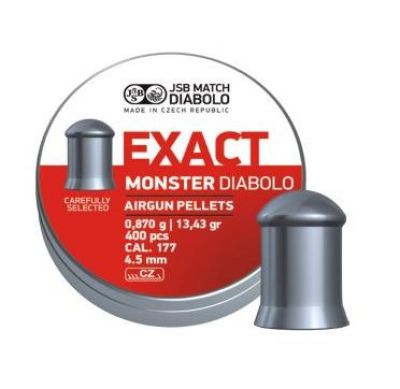 JSB
JSB MATCH
DIABOLO
MADE IN CZECH REPUBLIC
EXACT
MONSTER DIABOLO
CAREFULLY
SELECTED
AIRGUN PELLETS
0,870 g | 13,43 gr
400 pcs
CAL. 177
4.5 mm
CZ